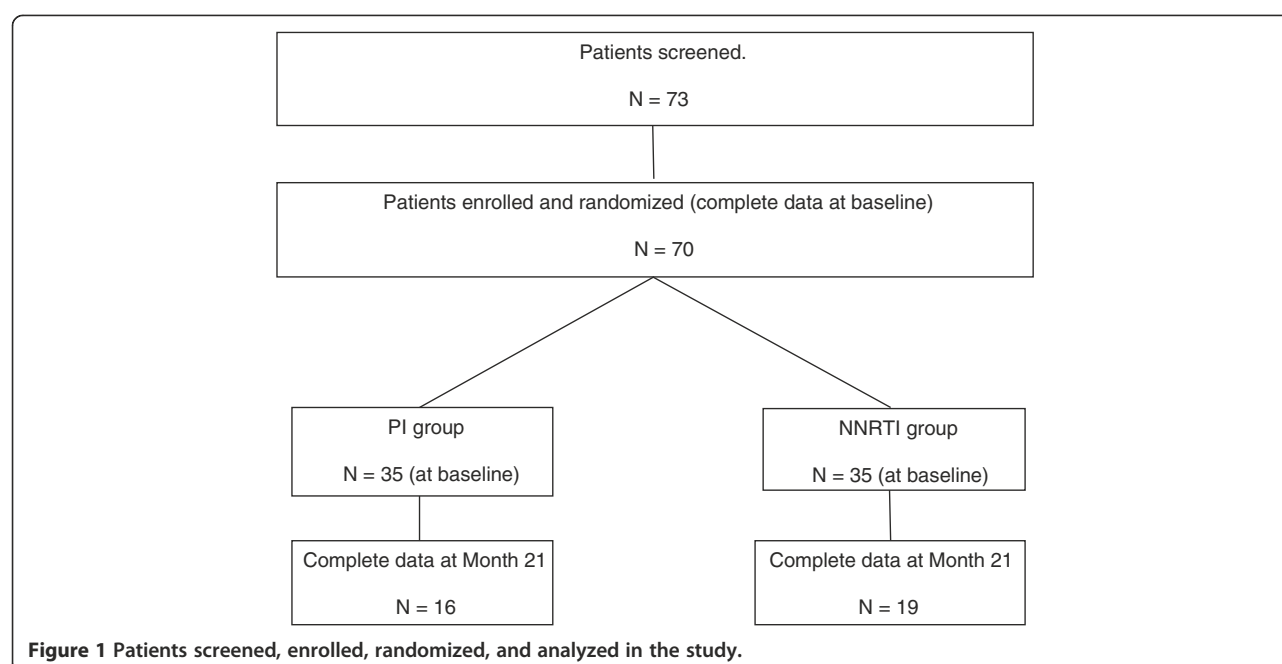 Patients screened.
N = 73
Patients enrolled and randomized (complete data at baseline)
N = 70
PI group
N = 35 (at baseline)
NNRTI group
N = 35 (at baseline)
Complete data at Month 21
N = 16
Complete data at Month 21
N = 19
Figure 1 Patients screened, enrolled, randomized, and analyzed in the study.